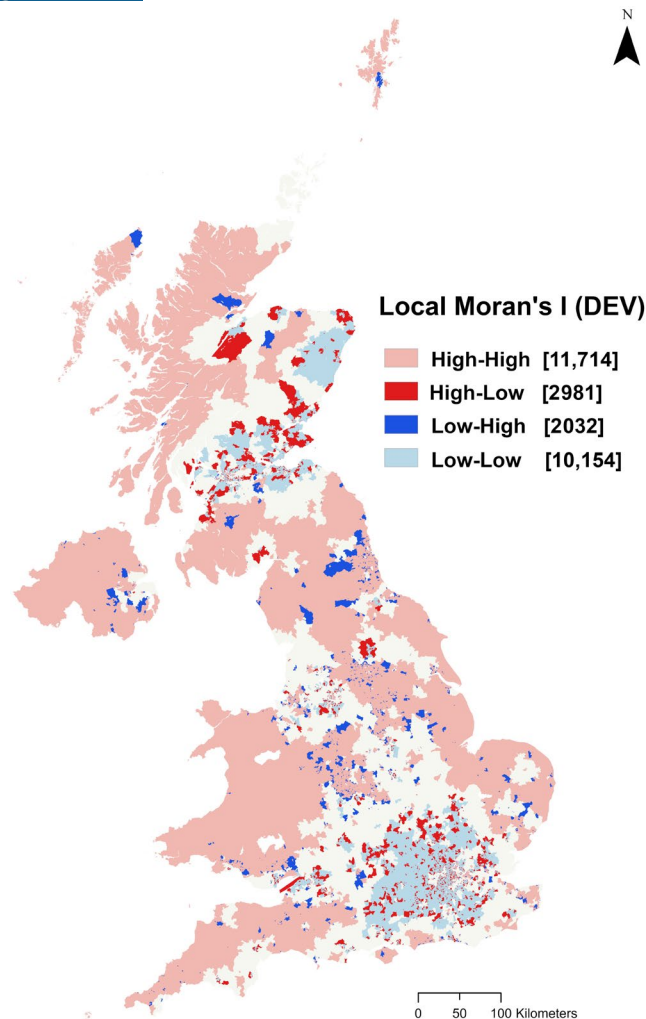 N
Local Moran's I (DEV)
High-High [11,714]
High-Low [2981]
Low-High [2032]
Low-Low [10,154]
0 50 100 Kilometers